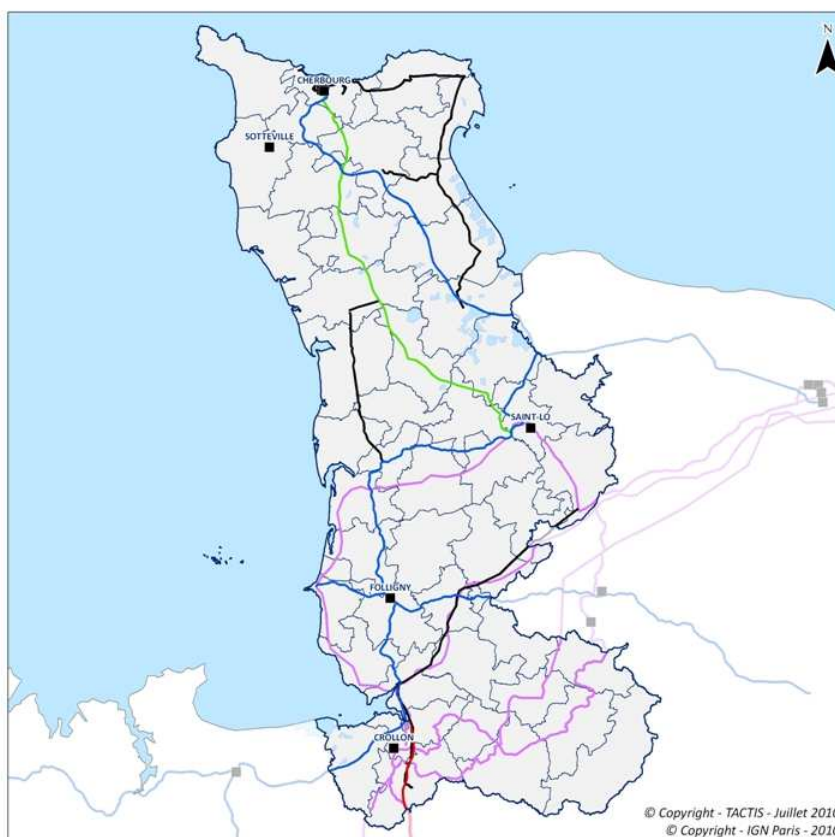 N
CHERBOURG
SOTTEVILLE
SAINT-LO
FOLLIGNY
CROLLON
© Copyright - TACTIS - Juillet 2010
© Copyright - IGN Paris - 2010